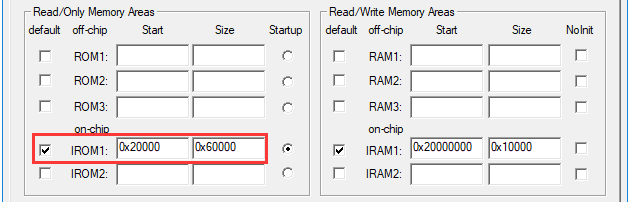 Read/Only Memory Areas
default off-chip Start Size Startup
ROM1:
ROM2:
ROM3:
on-chip
IROM1: 0x20000 0x60000
IROM2:
Read/Write Memory Areas
default off-chip Start Size NoInit
RAM1:
RAM2:
RAM3:
on-chip
IRAM1: 0x20000000 0x10000
IRAM2: